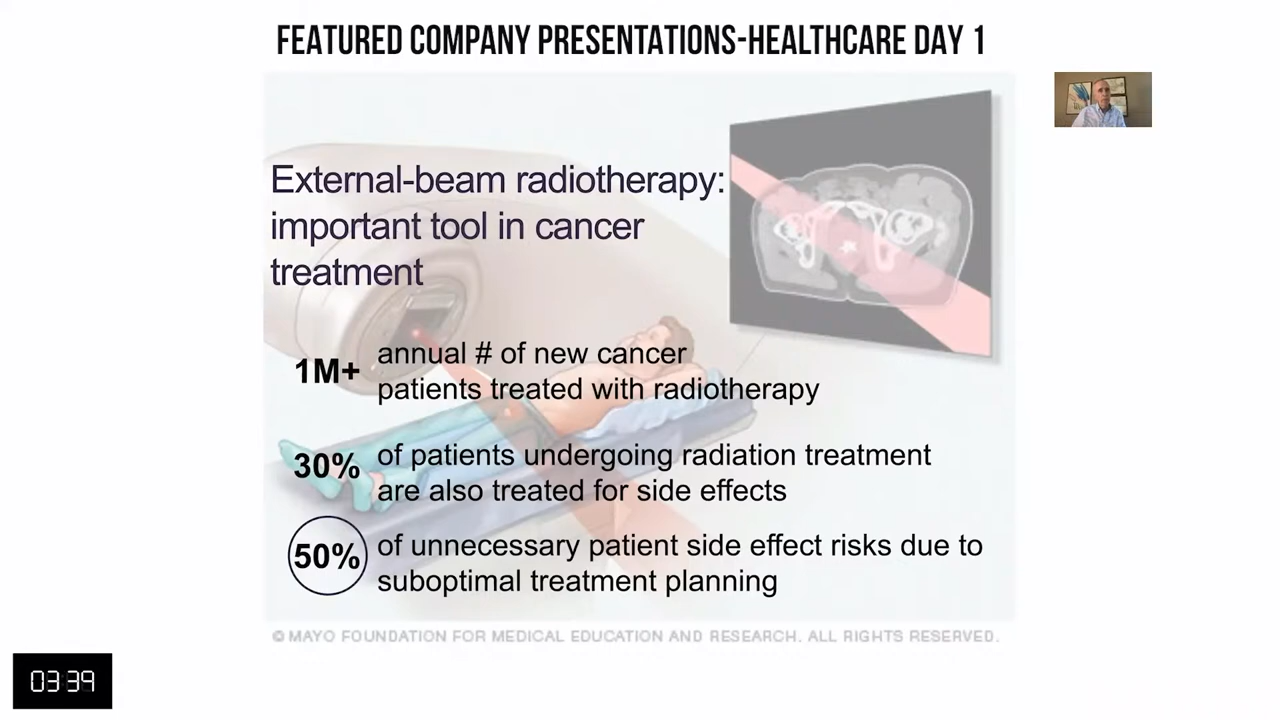 FEATURED COMPANY PRESENTATIONS-HEALTHCARE DAY 1
External-beam radiotherapy:
important tool in cancer
treatment
1M+ annual # of new cancer
patients treated with radiotherapy
30% of patients undergoing radiation treatment
are also treated for side effects
50% of unnecessary patient side effect risks due to
suboptimal treatment planning
© MAYO FOUNDATION FOR MEDICAL EDUCATION AND RESEARCH. ALL RIGHTS RESERVED.
03:39